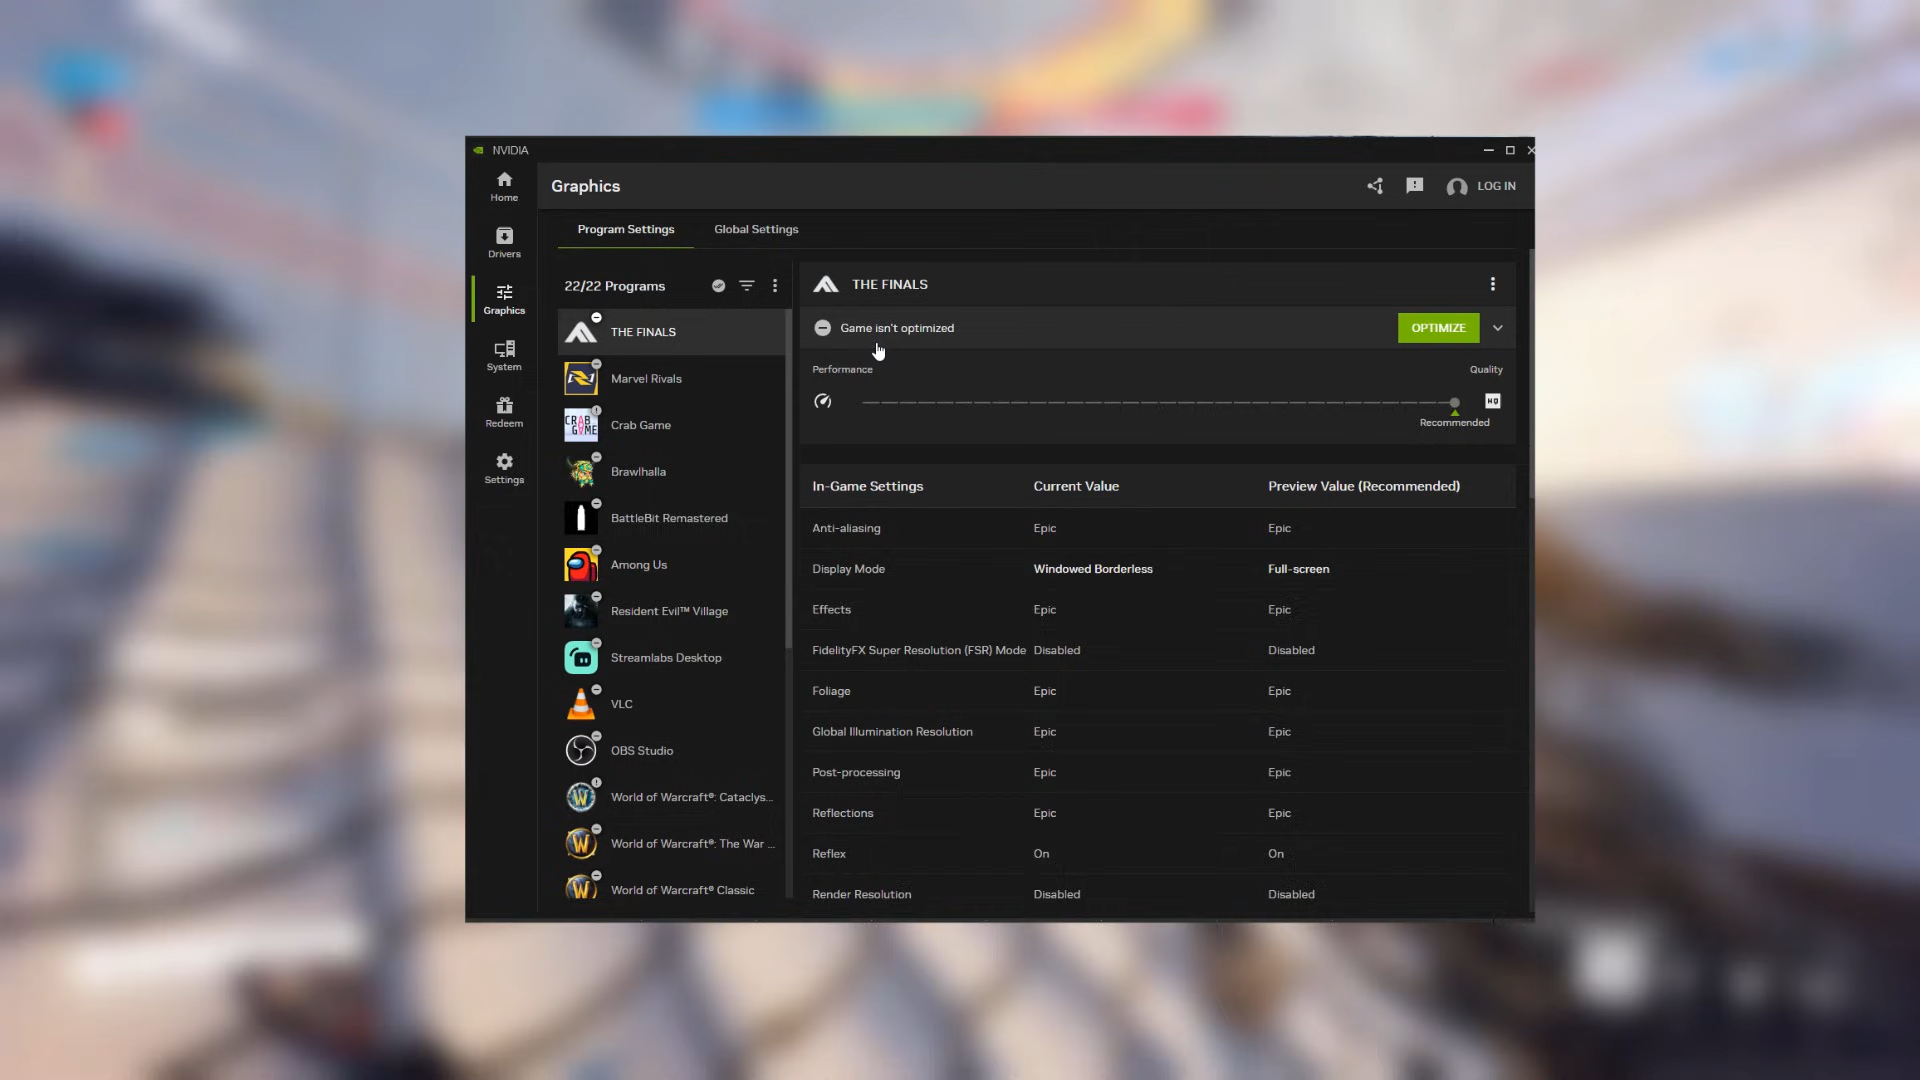 NVIDIA
Home
Drivers
Graphics
System
Redeem
Settings
Graphics
LOG IN
Program Settings
Global Settings
22/22 Programs
THE FINALS
Marvel Rivals
CRAB GAME
Crab Game
Brawlhalla
BattleBit Remastered
Among Us
Resident Evil™ Village
Streamlabs Desktop
VLC
OBS Studio
World of Warcraft®: Cataclys...
World of Warcraft®: The War ...
World of Warcraft® Classic
THE FINALS
Game isn't optimized
OPTIMIZE
Performance
Quality
HQ
Recommended
In-Game Settings Current Value Preview Value (Recommended)
Anti-aliasing Epic Epic
Display Mode Windowed Borderless Full-screen
Effects Epic Epic
FidelityFX Super Resolution (FSR) Mode Disabled Disabled
Foliage Epic Epic
Global Illumination Resolution Epic Epic
Post-processing Epic Epic
Reflections Epic Epic
Reflex On On
Render Resolution Disabled Disabled